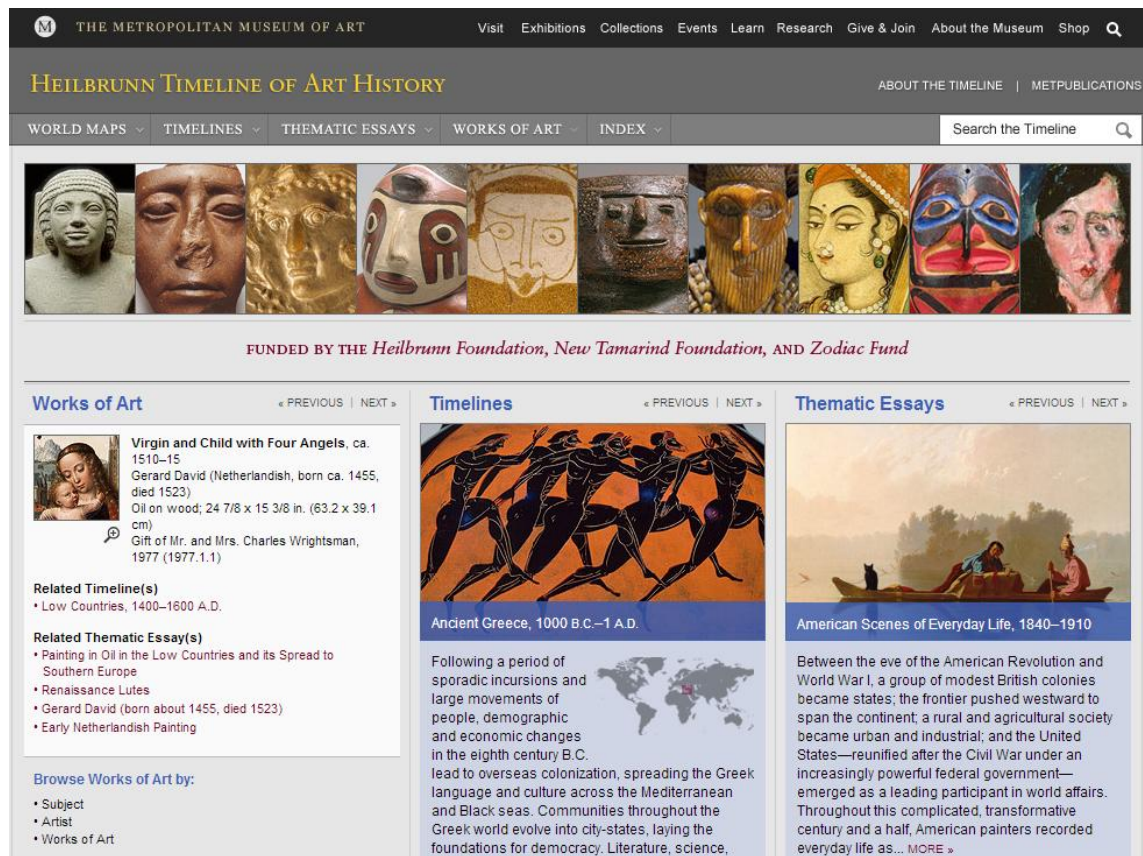 M THE METROPOLITAN MUSEUM OF ART
Visit Exhibitions Collections Events Learn Research Give & Join About the Museum Shop
HEILBRUNN TIMELINE OF ART HISTORY
ABOUT THE TIMELINE | METPUBLICATIONS
WORLD MAPS TIMELINES THEMATIC ESSAYS WORKS OF ART INDEX
Search the Timeline
FUNDED BY THE Heilbrunn Foundation, New Tamarind Foundation, AND Zodiac Fund
Works of Art
« PREVIOUS | NEXT »
Virgin and Child with Four Angels, ca.
1510–15
Gerard David (Netherlandish, born ca. 1455,
died 1523)
Oil on wood; 24 7/8 x 15 3/8 in. (63.2 x 39.1
cm)
Gift of Mr. and Mrs. Charles Wrightsman,
1977 (1977.1.1)
Related Timeline(s)
• Low Countries, 1400–1600 A.D.
Related Thematic Essay(s)
• Painting in Oil in the Low Countries and its Spread to
Southern Europe
• Renaissance Lutes
• Gerard David (born about 1455, died 1523)
• Early Netherlandish Painting
Browse Works of Art by:
• Subject
• Artist
• Works of Art
Timelines
« PREVIOUS | NEXT »
Ancient Greece, 1000 B.C.–1 A.D.
Following a period of
sporadic incursions and
large movements of
people, demographic
and economic changes
in the eighth century B.C.
lead to overseas colonization, spreading the Greek
language and culture across the Mediterranean
and Black seas. Communities throughout the
Greek world evolve into city-states, laying the
foundations for democracy. Literature, science,
Thematic Essays
« PREVIOUS | NEXT »
American Scenes of Everyday Life, 1840–1910
Between the eve of the American Revolution and
World War I, a group of modest British colonies
became states; the frontier pushed westward to
span the continent; a rural and agricultural society
became urban and industrial; and the United
States—reunified after the Civil War under an
increasingly powerful federal government—
emerged as a leading participant in world affairs.
Throughout this complicated, transformative
century and a half, American painters recorded
everyday life as... MORE »